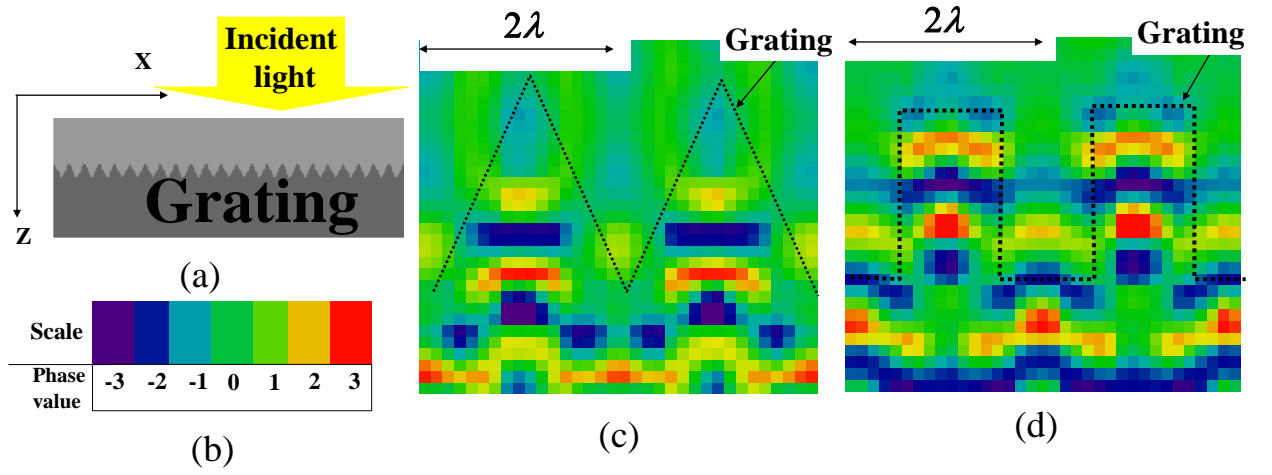 Incident
light
X
Z
Grating
(a)
Scale
Phase
value
-3 -2 -1 0 1 2 3
(b)
2λ
Grating
(c)
2λ
Grating
(d)